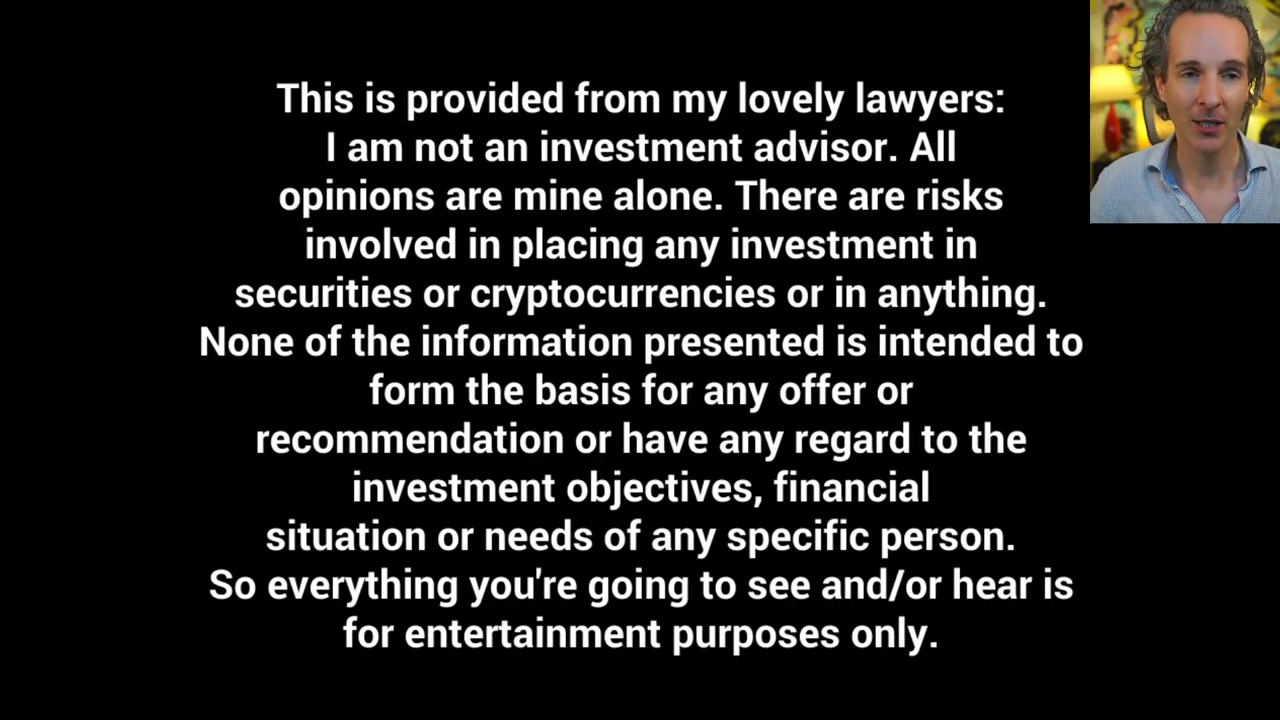 This is provided from my lovely lawyers:
I am not an investment advisor. All
opinions are mine alone. There are risks
involved in placing any investment in
securities or cryptocurrencies or in anything.
None of the information presented is intended to
form the basis for any offer or
recommendation or have any regard to the
investment objectives, financial
situation or needs of any specific person.
So everything you're going to see and/or hear is
for entertainment purposes only.